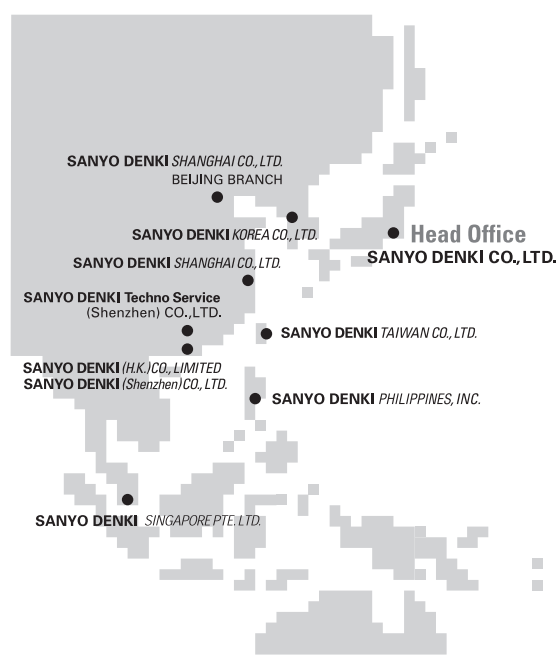 SANYO DENKI SHANGHAI CO., LTD.
BEIJING BRANCH
SANYO DENKI KOREA CO., LTD.
Head Office
SANYO DENKI CO., LTD.
SANYO DENKI SHANGHAI CO., LTD.
SANYO DENKI Techno Service
(Shenzhen) CO.,LTD.
SANYO DENKI TAIWAN CO., LTD.
SANYO DENKI (H.K.)CO., LIMITED
SANYO DENKI (Shenzhen)CO., LTD.
SANYO DENKI PHILIPPINES, INC.
SANYO DENKI SINGAPORE PTE. LTD.